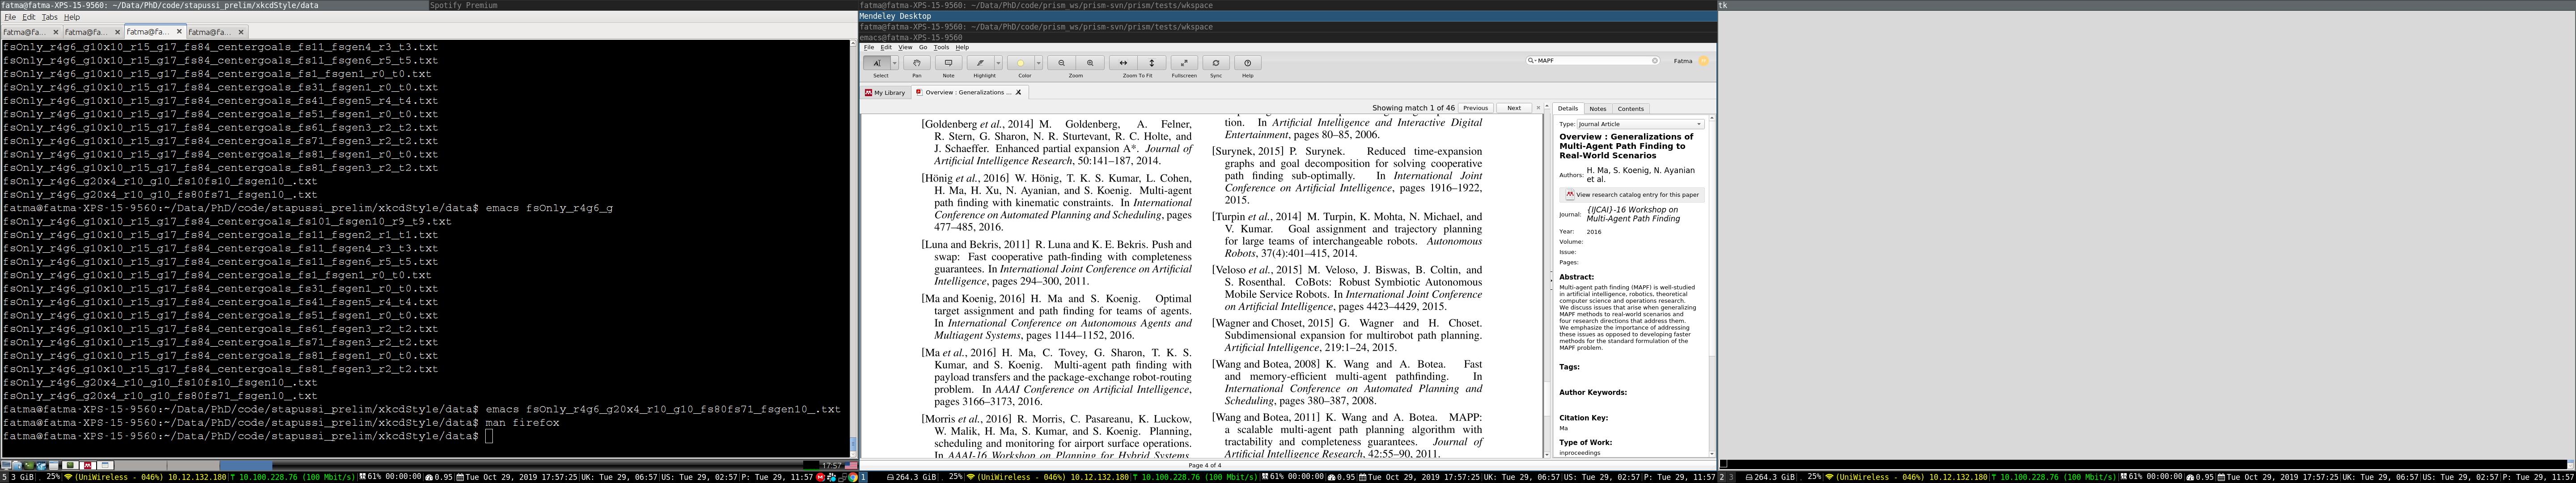 fatma@fatma-XPS-15-9560: ~/Data/PhD/code/stapussi_prelim/xkcdStyle/data
Spotify Premium
File Edit Tabs Help
fatma@fa...
fatma@fa...
fatma@fa...
fatma@fa...
fsOnly_r4g6_g10x10_r15_g17_fs84_centergoals_fs11_fsgen4_r3_t3.txt
fsOnly_r4g6_g10x10_r15_g17_fs84_centergoals_fs11_fsgen6_r5_t5.txt
fsOnly_r4g6_g10x10_r15_g17_fs84_centergoals_fs1_fsgen1_r0_t0.txt
fsOnly_r4g6_g10x10_r15_g17_fs84_centergoals_fs31_fsgen1_r0_t0.txt
fsOnly_r4g6_g10x10_r15_g17_fs84_centergoals_fs41_fsgen5_r4_t4.txt
fsOnly_r4g6_g10x10_r15_g17_fs84_centergoals_fs51_fsgen1_r0_t0.txt
fsOnly_r4g6_g10x10_r15_g17_fs84_centergoals_fs61_fsgen3_r2_t2.txt
fsOnly_r4g6_g10x10_r15_g17_fs84_centergoals_fs71_fsgen3_r2_t2.txt
fsOnly_r4g6_g10x10_r15_g17_fs84_centergoals_fs81_fsgen1_r0_t0.txt
fsOnly_r4g6_g10x10_r15_g17_fs84_centergoals_fs81_fsgen3_r2_t2.txt
fsOnly_r4g6_g20x4_r10_g10_fs10fs10_fsgen10_.txt
fsOnly_r4g6_g20x4_r10_g10_fs80fs71_fsgen10_.txt
fatma@fatma-XPS-15-9560:~/Data/PhD/code/stapussi_prelim/xkcdStyle/data$ emacs fsOnly_r4g6_g
fsOnly_r4g6_g10x10_r15_g17_fs84_centergoals_fs101_fsgen10_r9_t9.txt
fsOnly_r4g6_g10x10_r15_g17_fs84_centergoals_fs11_fsgen2_r1_t1.txt
fsOnly_r4g6_g10x10_r15_g17_fs84_centergoals_fs11_fsgen4_r3_t3.txt
fsOnly_r4g6_g10x10_r15_g17_fs84_centergoals_fs11_fsgen6_r5_t5.txt
fsOnly_r4g6_g10x10_r15_g17_fs84_centergoals_fs1_fsgen1_r0_t0.txt
fsOnly_r4g6_g10x10_r15_g17_fs84_centergoals_fs31_fsgen1_r0_t0.txt
fsOnly_r4g6_g10x10_r15_g17_fs84_centergoals_fs41_fsgen5_r4_t4.txt
fsOnly_r4g6_g10x10_r15_g17_fs84_centergoals_fs51_fsgen1_r0_t0.txt
fsOnly_r4g6_g10x10_r15_g17_fs84_centergoals_fs61_fsgen3_r2_t2.txt
fsOnly_r4g6_g10x10_r15_g17_fs84_centergoals_fs71_fsgen3_r2_t2.txt
fsOnly_r4g6_g10x10_r15_g17_fs84_centergoals_fs81_fsgen1_r0_t0.txt
fsOnly_r4g6_g10x10_r15_g17_fs84_centergoals_fs81_fsgen3_r2_t2.txt
fsOnly_r4g6_g20x4_r10_g10_fs10fs10_fsgen10_.txt
fsOnly_r4g6_g20x4_r10_g10_fs80fs71_fsgen10_.txt
fatma@fatma-XPS-15-9560:~/Data/PhD/code/stapussi_prelim/xkcdStyle/data$ emacs fsOnly_r4g6_g20x4_r10_g10_fs80fs71_fsgen10_.txt
fatma@fatma-XPS-15-9560:~/Data/PhD/code/stapussi_prelim/xkcdStyle/data$ man firefox
fatma@fatma-XPS-15-9560:~/Data/PhD/code/stapussi_prelim/xkcdStyle/data$
17:57
5 3 GiB 25% (UniWireless - 046%) 10.12.132.180 10.100.228.76 (100 Mbit/s) 61% 00:00:00 0.95 Tue Oct 29, 2019 17:57:25 UK: Tue 29, 06:57 US: Tue 29, 02:57 P: Tue 29, 11:57
fatma@fatma-XPS-15-9560: ~/Data/PhD/code/prism_ws/prism-svn/prism/tests/wkspace
Mendeley Desktop
fatma@fatma-XPS-15-9560: ~/Data/PhD/code/prism_ws/prism-svn/prism/tests/wkspace
emacs@fatma-XPS-15-9560
File Edit View Go Tools Help
MAPF
Fatma
Select Pan Note Highlight Color Zoom Zoom To Fit Fullscreen Sync Help
My Library
Overview : Generalizations ...
Showing match 1 of 46 Previous Next
[Goldenberg et al., 2014] M. Goldenberg, A. Felner,
R. Stern, G. Sharon, N. R. Sturtevant, R. C. Holte, and
J. Schaeffer. Enhanced partial expansion A*. Journal of
Artificial Intelligence Research, 50:141–187, 2014.
[Hönig et al., 2016] W. Hönig, T. K. S. Kumar, L. Cohen,
H. Ma, H. Xu, N. Ayanian, and S. Koenig. Multi-agent
path finding with kinematic constraints. In International
Conference on Automated Planning and Scheduling, pages
477–485, 2016.
[Luna and Bekris, 2011] R. Luna and K. E. Bekris. Push and
swap: Fast cooperative path-finding with completeness
guarantees. In International Joint Conference on Artificial
Intelligence, pages 294–300, 2011.
[Ma and Koenig, 2016] H. Ma and S. Koenig. Optimal
target assignment and path finding for teams of agents.
In International Conference on Autonomous Agents and
Multiagent Systems, pages 1144–1152, 2016.
[Ma et al., 2016] H. Ma, C. Tovey, G. Sharon, T. K. S.
Kumar, and S. Koenig. Multi-agent path finding with
payload transfers and the package-exchange robot-routing
problem. In AAAI Conference on Artificial Intelligence,
pages 3166–3173, 2016.
[Morris et al., 2016] R. Morris, C. Pasareanu, K. Luckow,
W. Malik, H. Ma, S. Kumar, and S. Koenig. Planning,
scheduling and monitoring for airport surface operations.
In AAAI-16 Workshop on Planning for Hybrid Systems,
tion. In Artificial Intelligence and Interactive Digital
Entertainment, pages 80–85, 2006.
[Surynek, 2015] P. Surynek. Reduced time-expansion
graphs and goal decomposition for solving cooperative
path finding sub-optimally. In International Joint
Conference on Artificial Intelligence, pages 1916–1922,
2015.
[Turpin et al., 2014] M. Turpin, K. Mohta, N. Michael, and
V. Kumar. Goal assignment and trajectory planning
for large teams of interchangeable robots. Autonomous
Robots, 37(4):401–415, 2014.
[Veloso et al., 2015] M. Veloso, J. Biswas, B. Coltin, and
S. Rosenthal. CoBots: Robust Symbiotic Autonomous
Mobile Service Robots. In International Joint Conference
on Artificial Intelligence, pages 4423–4429, 2015.
[Wagner and Choset, 2015] G. Wagner and H. Choset.
Subdimensional expansion for multirobot path planning.
Artificial Intelligence, 219:1–24, 2015.
[Wang and Botea, 2008] K. Wang and A. Botea. Fast
and memory-efficient multi-agent pathfinding. In
International Conference on Automated Planning and
Scheduling, pages 380–387, 2008.
[Wang and Botea, 2011] K. Wang and A. Botea. MAPP:
a scalable multi-agent path planning algorithm with
tractability and completeness guarantees. Journal of
Artificial Intelligence Research, 42:55–90, 2011.
Page 4 of 4
Details Notes Contents
Type: Journal Article
Overview : Generalizations of
Multi-Agent Path Finding to
Real-World Scenarios
Authors: H. Ma, S. Koenig, N. Ayanian
et al.
View research catalog entry for this paper
Journal: {IJCAI}-16 Workshop on
Multi-Agent Path Finding
Year: 2016
Volume:
Issue:
Pages:
Abstract:
Multi-agent path finding (MAPF) is well-studied
in artificial intelligence, robotics, theoretical
computer science and operations research.
We discuss issues that arise when generalizing
MAPF methods to real-world scenarios and
four research directions that address them.
We emphasize the importance of addressing
these issues as opposed to developing faster
methods for the standard formulation of the
MAPF problem.
Tags:
Author Keywords:
Citation Key:
Ma
Type of Work:
inproceedings
1 264.3 GiB 25% (UniWireless - 046%) 10.12.132.180 10.100.228.76 (100 Mbit/s) 61% 00:00:00 0.95 Tue Oct 29, 2019 17:57:25 UK: Tue 29, 06:57 US: Tue 29, 02:57 P: Tue 29, 11:57
tk
2 3 264.3 GiB 25% (UniWireless - 046%) 10.12.132.180 10.100.228.76 (100 Mbit/s) 61% 00:00:00 0.95 Tue Oct 29, 2019 17:57:25 UK: Tue 29, 06:57 US: Tue 29, 02:57 P: Tue 29, 11:57